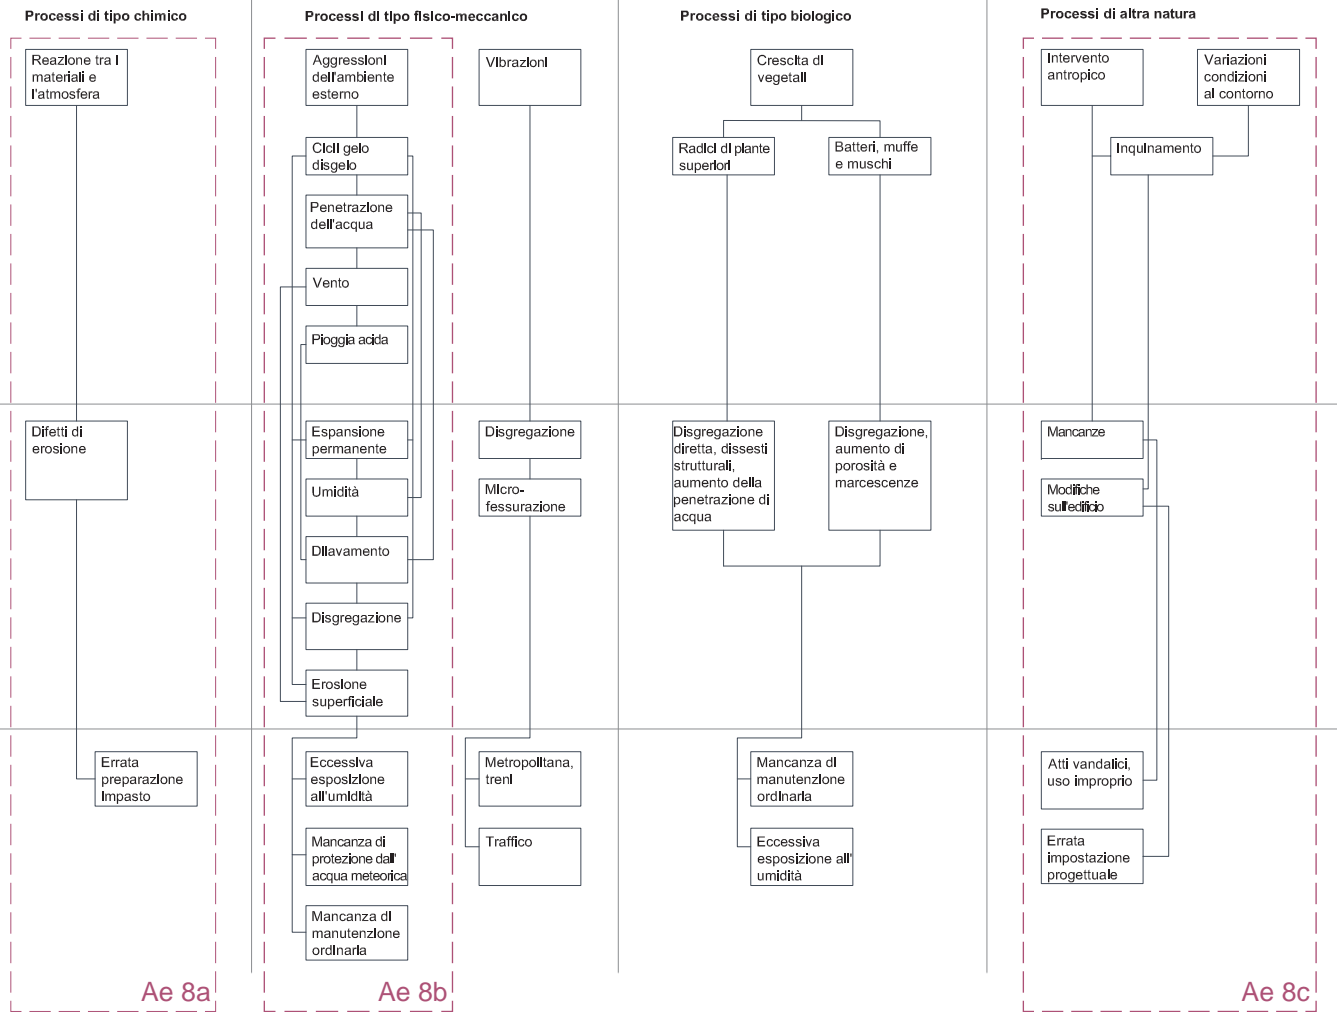 Processi di tipo chimico
Processi di tipo fisico-meccanico
Processi di tipo biologico
Processi di altra natura
Reazione tra i
materiali e
l'atmosfera
Aggressioni
dell'ambiente
esterno
Vibrazioni
Crescita di
vegetali
Intervento
antropico
Variazioni
condizioni
al contorno
Cicli gelo
disgelo
Radici di piante
superiori
Batteri, muffe
e muschi
Inquinamento
Penetrazione
dell'acqua
Vento
Pioggia acida
Difetti di
erosione
Espansione
permanente
Disgregazione
Disgregazione
diretta, dissesti
strutturali,
aumento della
penetrazione di
acqua
Disgregazione,
aumento di
porosità e
marcescenze
Mancanze
Umidità
Micro-
fessurazione
Modifiche
sull'edificio
Dilavamento
Disgregazione
Erosione
superficiale
Errata
preparazione
impasto
Eccessiva
esposizione
all'umidità
Metropolitana,
treni
Mancanza di
manutenzione
ordinaria
Atti vandalici,
uso improprio
Mancanza di
protezione dall'
acqua meteorica
Traffico
Eccessiva
esposizione all'
umidità
Errata
impostazione
progettuale
Mancanza di
manutenzione
ordinaria
Ae 8a
Ae 8b
Ae 8c